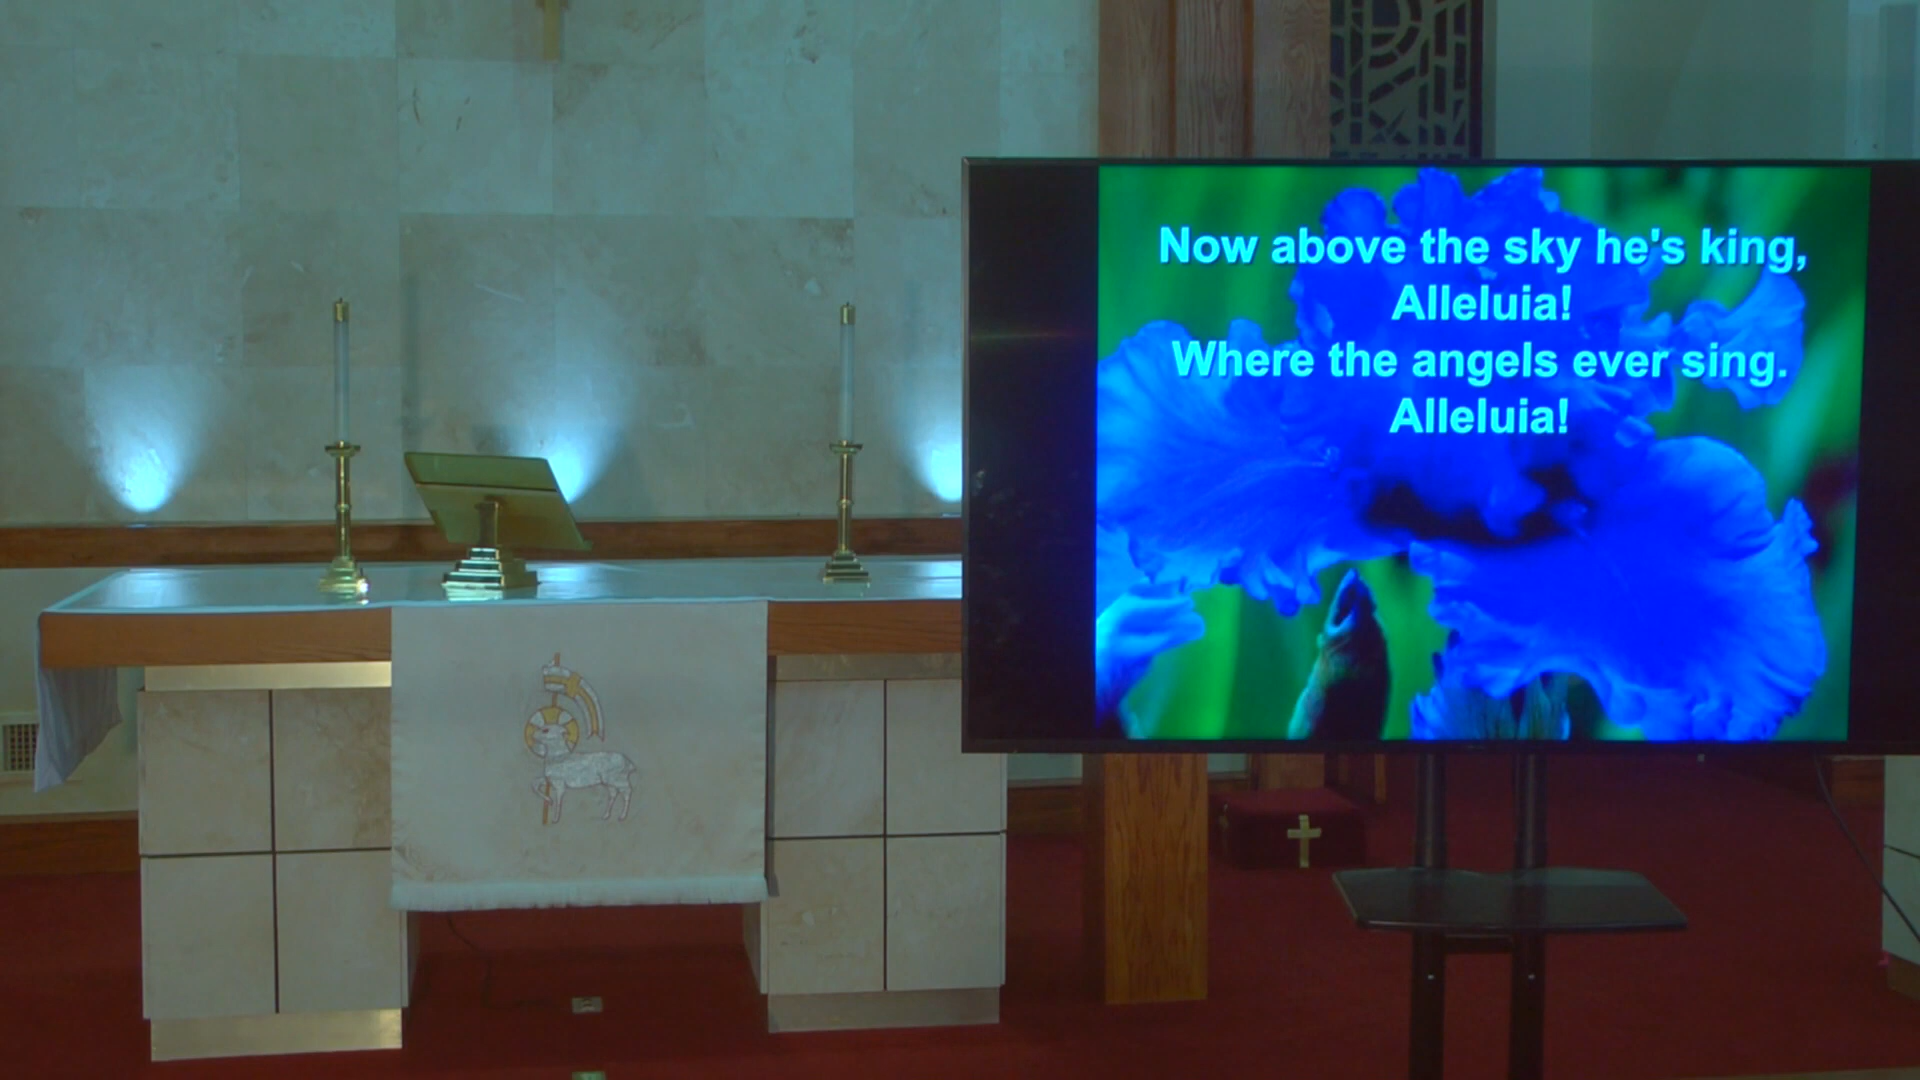 Now above the sky he's king,
Alleluia!
Where the angels ever sing.
Alleluia!